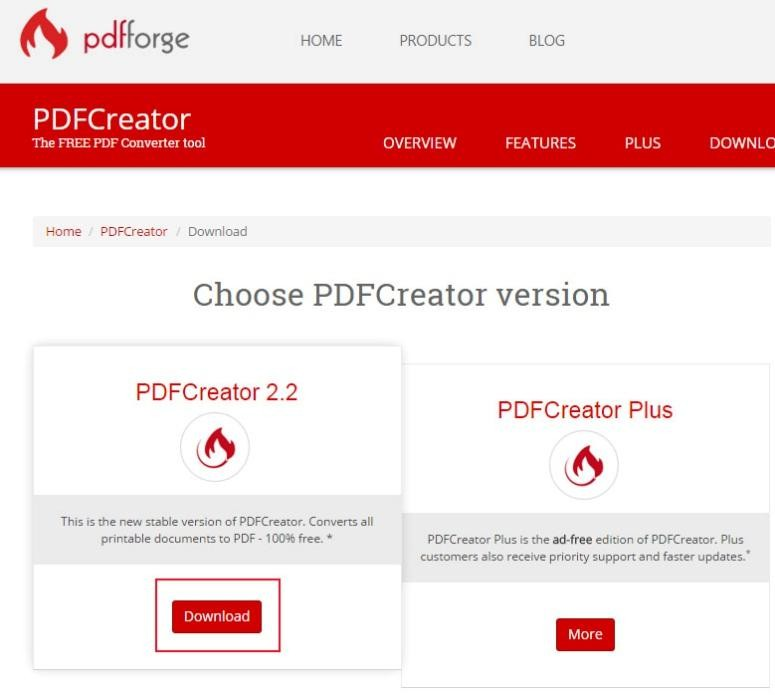 pdfforge
HOME PRODUCTS BLOG
PDFCreator
The FREE PDF Converter tool
OVERVIEW FEATURES PLUS DOWNLO
Home / PDFCreator / Download
Choose PDFCreator version
PDFCreator 2.2
This is the new stable version of PDFCreator. Converts all
printable documents to PDF - 100% free. *
Download
PDFCreator Plus
PDFCreator Plus is the ad-free edition of PDFCreator. Plus
customers also receive priority support and faster updates.*
More